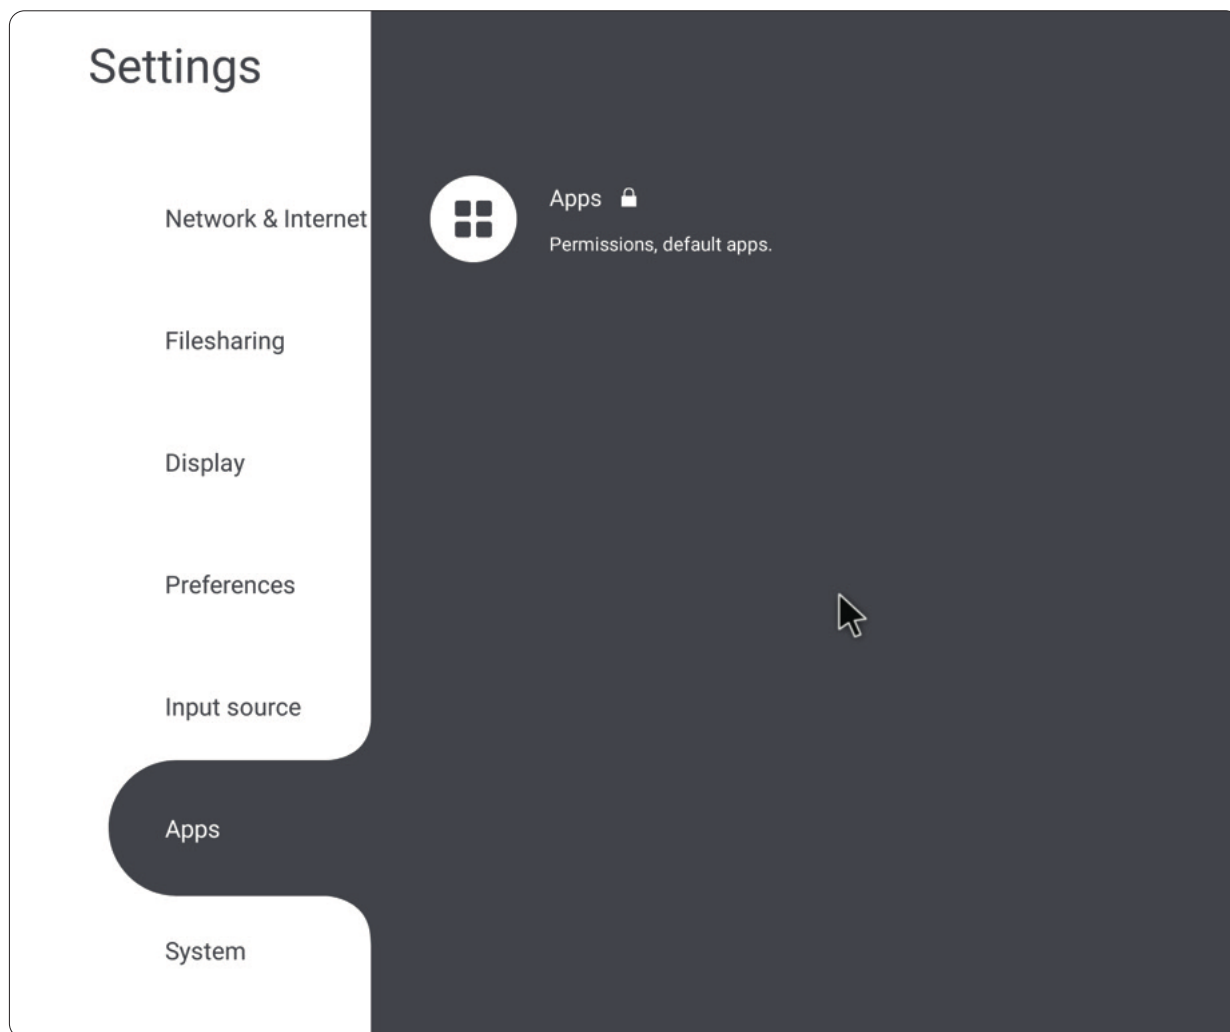 Settings
Network & Internet
Filesharing
Display
Preferences
Input source
Apps
System
Apps
Permissions, default apps.